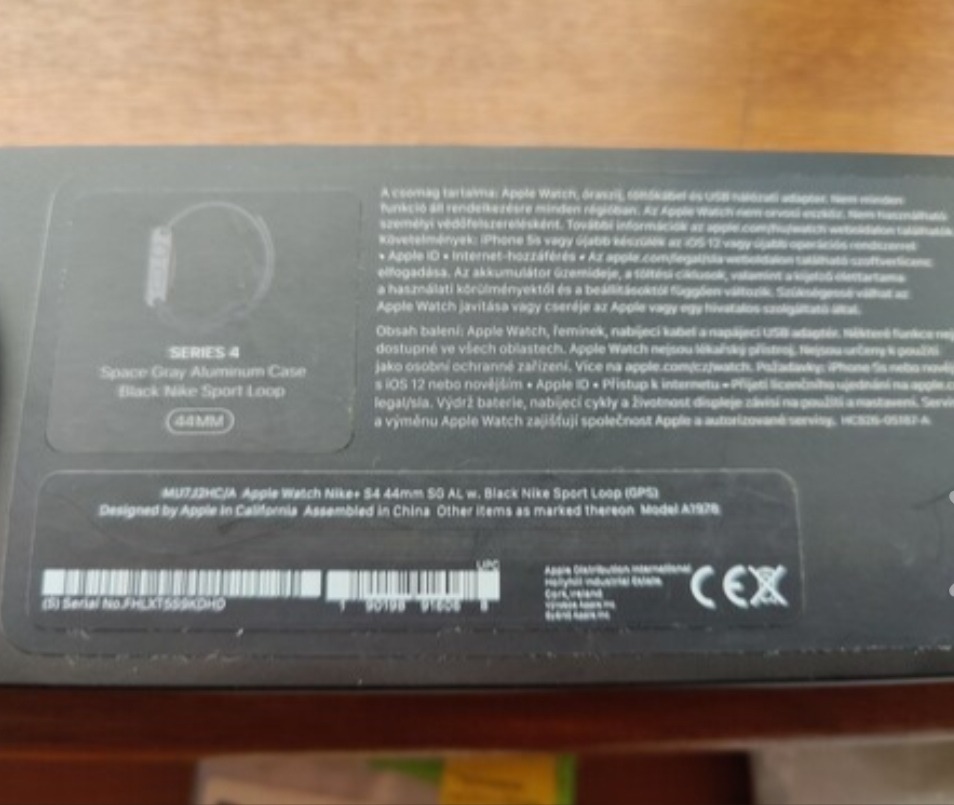 SERIES 4
Space Gray Aluminum Case
Black Nike Sport Loop
44MM
A csomag tartalma: Apple Watch, óraszíj, töltőkábel és USB hálózati adapter. Nem minden
funkció áll rendelkezésre minden régióban. Az Apple Watch nem orvosi eszköz. Nem használható
személyi védőfelszerelésként. További információk az apple.com/hu/watch weboldalon találhatók
Követelmények: iPhone 5s vagy újabb készülék az iOS 12 vagy újabb operációs rendszerrel
• Apple ID • Internet-hozzáférés • Az apple.com/legal/sla weboldalon található szoftverlicenc
elfogadása. Az akkumulátor üzemideje, a töltési ciklusok, valamint a kijelző élettartama
a használati körülményektől és a beállításoktól függően változik. Szükségessé válhat az
Apple Watch javítása vagy cseréje az Apple vagy egy hivatalos szolgáltató által.
Obsah balení: Apple Watch, řemínek, nabíjecí kabel a napájecí USB adaptér. Některé funkce nej
dostupné ve všech oblastech. Apple Watch nejsou lékařský přístroj. Nejsou určeny k použití
jako osobní ochranné zařízení. Více na apple.com/cz/watch. Požadavky: iPhone 5s nebo nověj
s iOS 12 nebo novějším • Apple ID • Přístup k internetu • Přijetí licenčního ujednání na apple.c
legal/sla. Výdrž baterie, nabíjecí cykly a životnost displeje závisí na použití a nastavení. Servis
a výměnu Apple Watch zajišťují společnost Apple a autorizované servisy.
MU7J2HC/A Apple Watch Nike+ S4 44mm SG AL w. Black Nike Sport Loop (GPS)
Designed by Apple in California Assembled in China Other items as marked thereon Model A1978
UPC
(S) Serial No.
1 90198 91606 8
Apple Distribution International
Hollyhill Industrial Estate
Cork, Ireland
CE